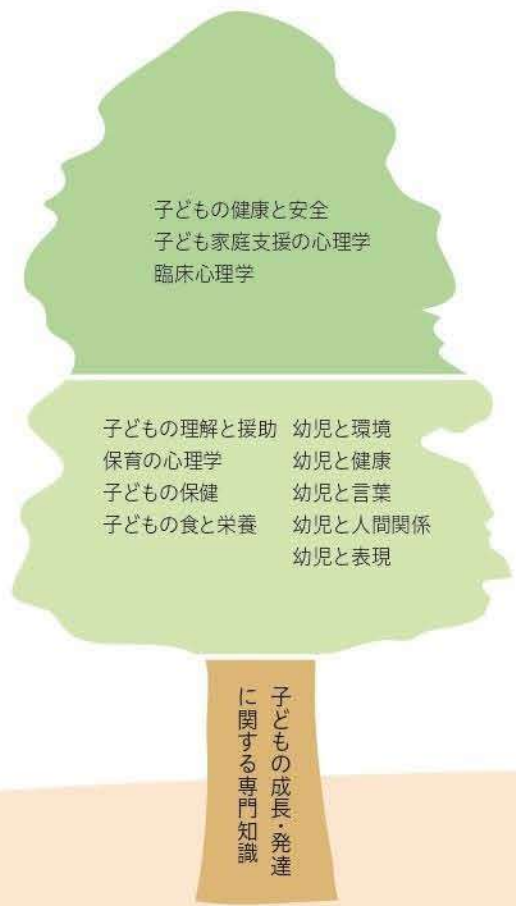 子どもの健康と安全
子ども家庭支援の心理学
臨床心理学
子どもの理解と援助
保育の心理学
子どもの保健
子どもの食と栄養
幼児と環境
幼児と健康
幼児と言葉
幼児と人間関係
幼児と表現
子どもの成長・発達
に関する専門知識